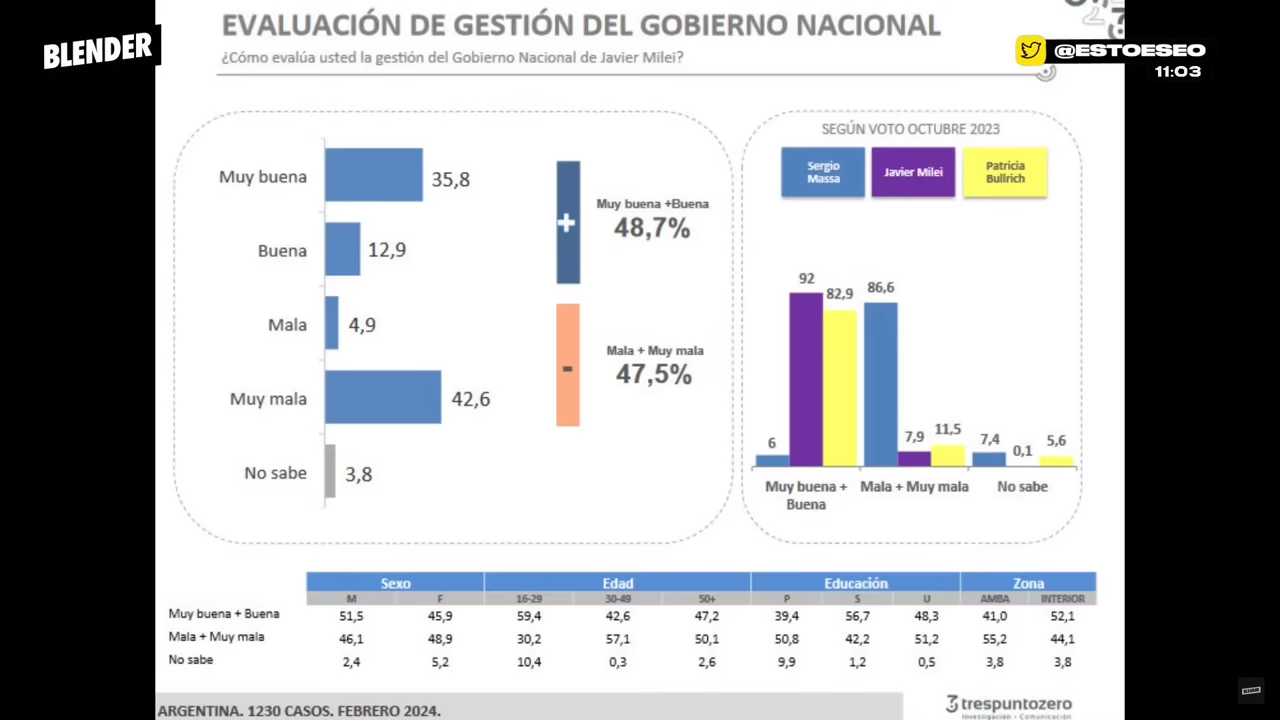 BLENDER
EVALUACIÓN DE GESTIÓN DEL GOBIERNO NACIONAL
¿Cómo evalúa usted la gestión del Gobierno Nacional de Javier Milei?
@ESTOESEO
11:03
Muy buena 35,8
Buena 12,9
Mala 4,9
Muy mala 42,6
No sabe 3,8
+
Muy buena +Buena
48,7%
-
Mala + Muy mala
47,5%
SEGÚN VOTO OCTUBRE 2023
Sergio Massa
Javier Milei
Patricia Bullrich
6 92 82,9
86,6 7,9 11,5
7,4 0,1 5,6
Muy buena + Buena
Mala + Muy mala
No sabe
Sexo Edad Educación Zona
M F 16-29 30-49 50+ P S U AMBA INTERIOR
Muy buena + Buena 51,5 45,9 59,4 42,6 47,2 39,4 56,7 48,3 41,0 52,1
Mala + Muy mala 46,1 48,9 30,2 57,1 50,1 50,8 42,2 51,2 55,2 44,1
No sabe 2,4 5,2 10,4 0,3 2,6 9,9 1,2 0,5 3,8 3,8
ARGENTINA. 1230 CASOS. FEBRERO 2024.
trespuntozero
Investigación - Comunicación